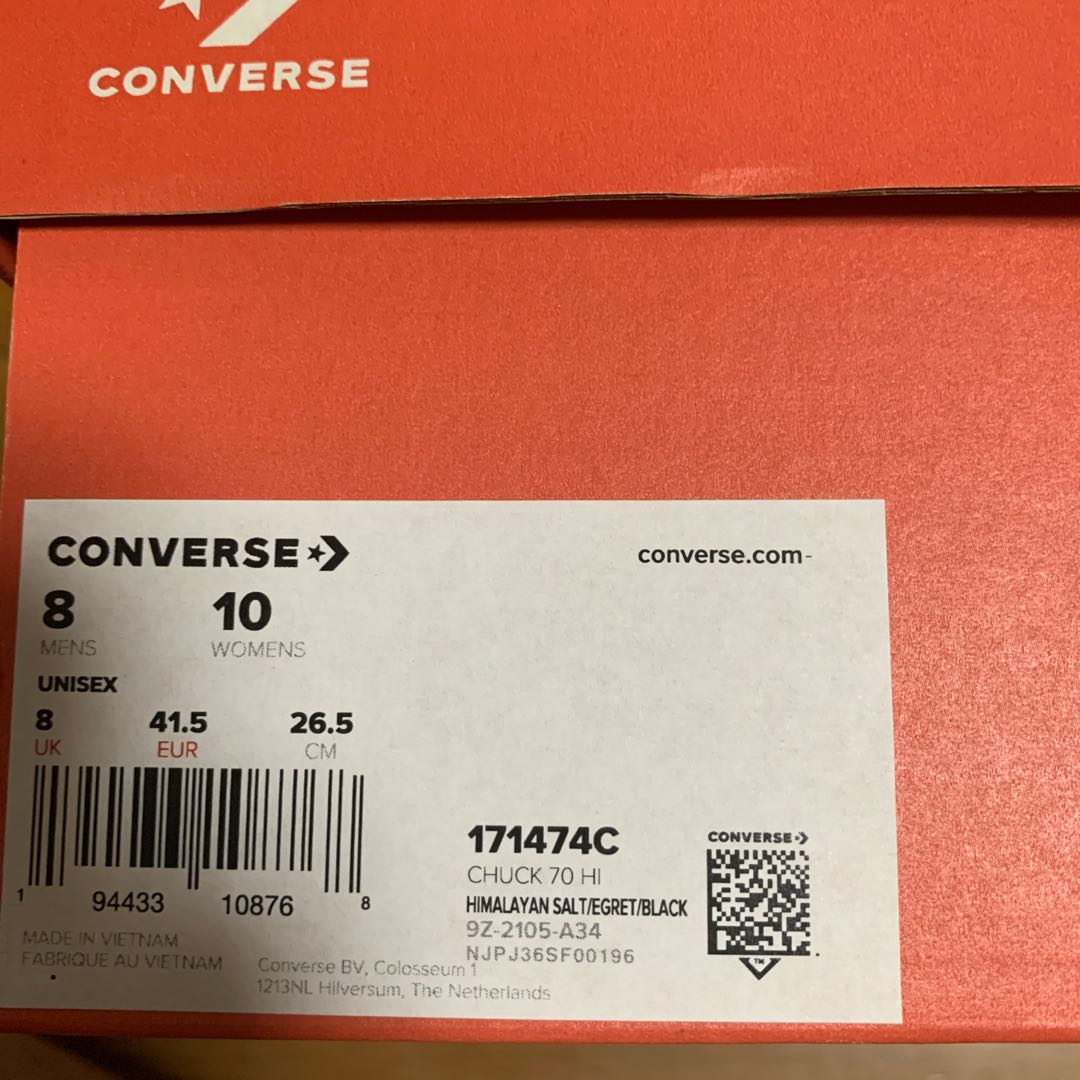 CONVERSE
CONVERSE
converse.com-
8 10
MENS WOMENS
UNISEX
8 41.5 26.5
UK EUR CM
1 94433 10876 8
171474C
CHUCK 70 HI
HIMALAYAN SALT/EGRET/BLACK
9Z-2105-A34
NJPJ36SF00196
CONVERSE
TM
MADE IN VIETNAM
FABRIQUE AU VIETNAM
Converse BV, Colosseum 1
1213NL Hilversum, The Netherlands